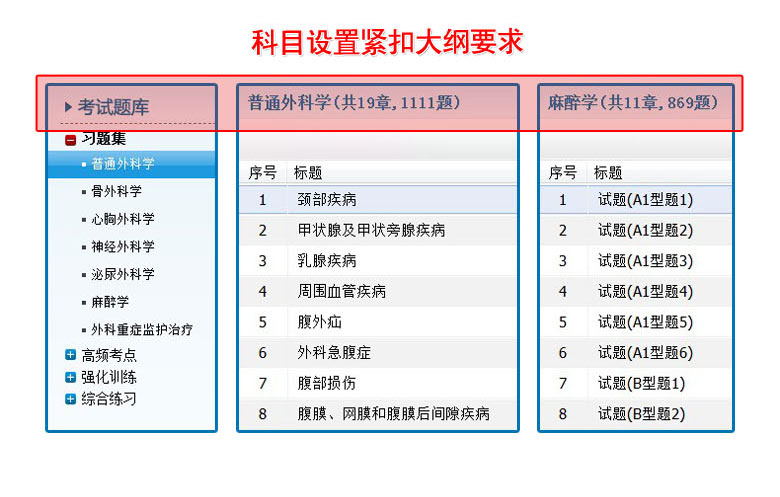 科目设置紧扣大纲要求
考试题库
习题集
普通外科学
骨外科学
心胸外科学
神经外科学
泌尿外科学
麻醉学
外科重症监护治疗
高频考点
强化训练
综合练习
普通外科学(共19章,1111题)
序号 标题
1 颈部疾病
2 甲状腺及甲状旁腺疾病
3 乳腺疾病
4 周围血管疾病
5 腹外疝
6 外科急腹症
7 腹部损伤
8 腹膜、网膜和腹膜后间隙疾病
麻醉学(共11章,869题)
序号 标题
1 试题(A1型题1)
2 试题(A1型题2)
3 试题(A1型题3)
4 试题(A1型题4)
5 试题(A1型题5)
6 试题(A1型题6)
7 试题(B型题1)
8 试题(B型题2)